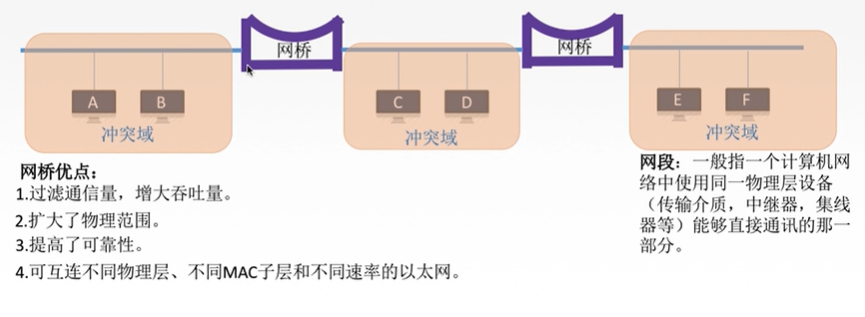 网桥
网桥
A
B
C
D
E
F
冲突域
冲突域
冲突域
网桥优点：
1.过滤通信量，增大吞吐量。
2.扩大了物理范围。
3.提高了可靠性。
4.可互连不同物理层、不同MAC子层和不同速率的以太网。
网段：一般指一个计算机网
络中使用同一物理层设备
（传输介质，中继器，集线
器等）能够直接通讯的那一
部分。